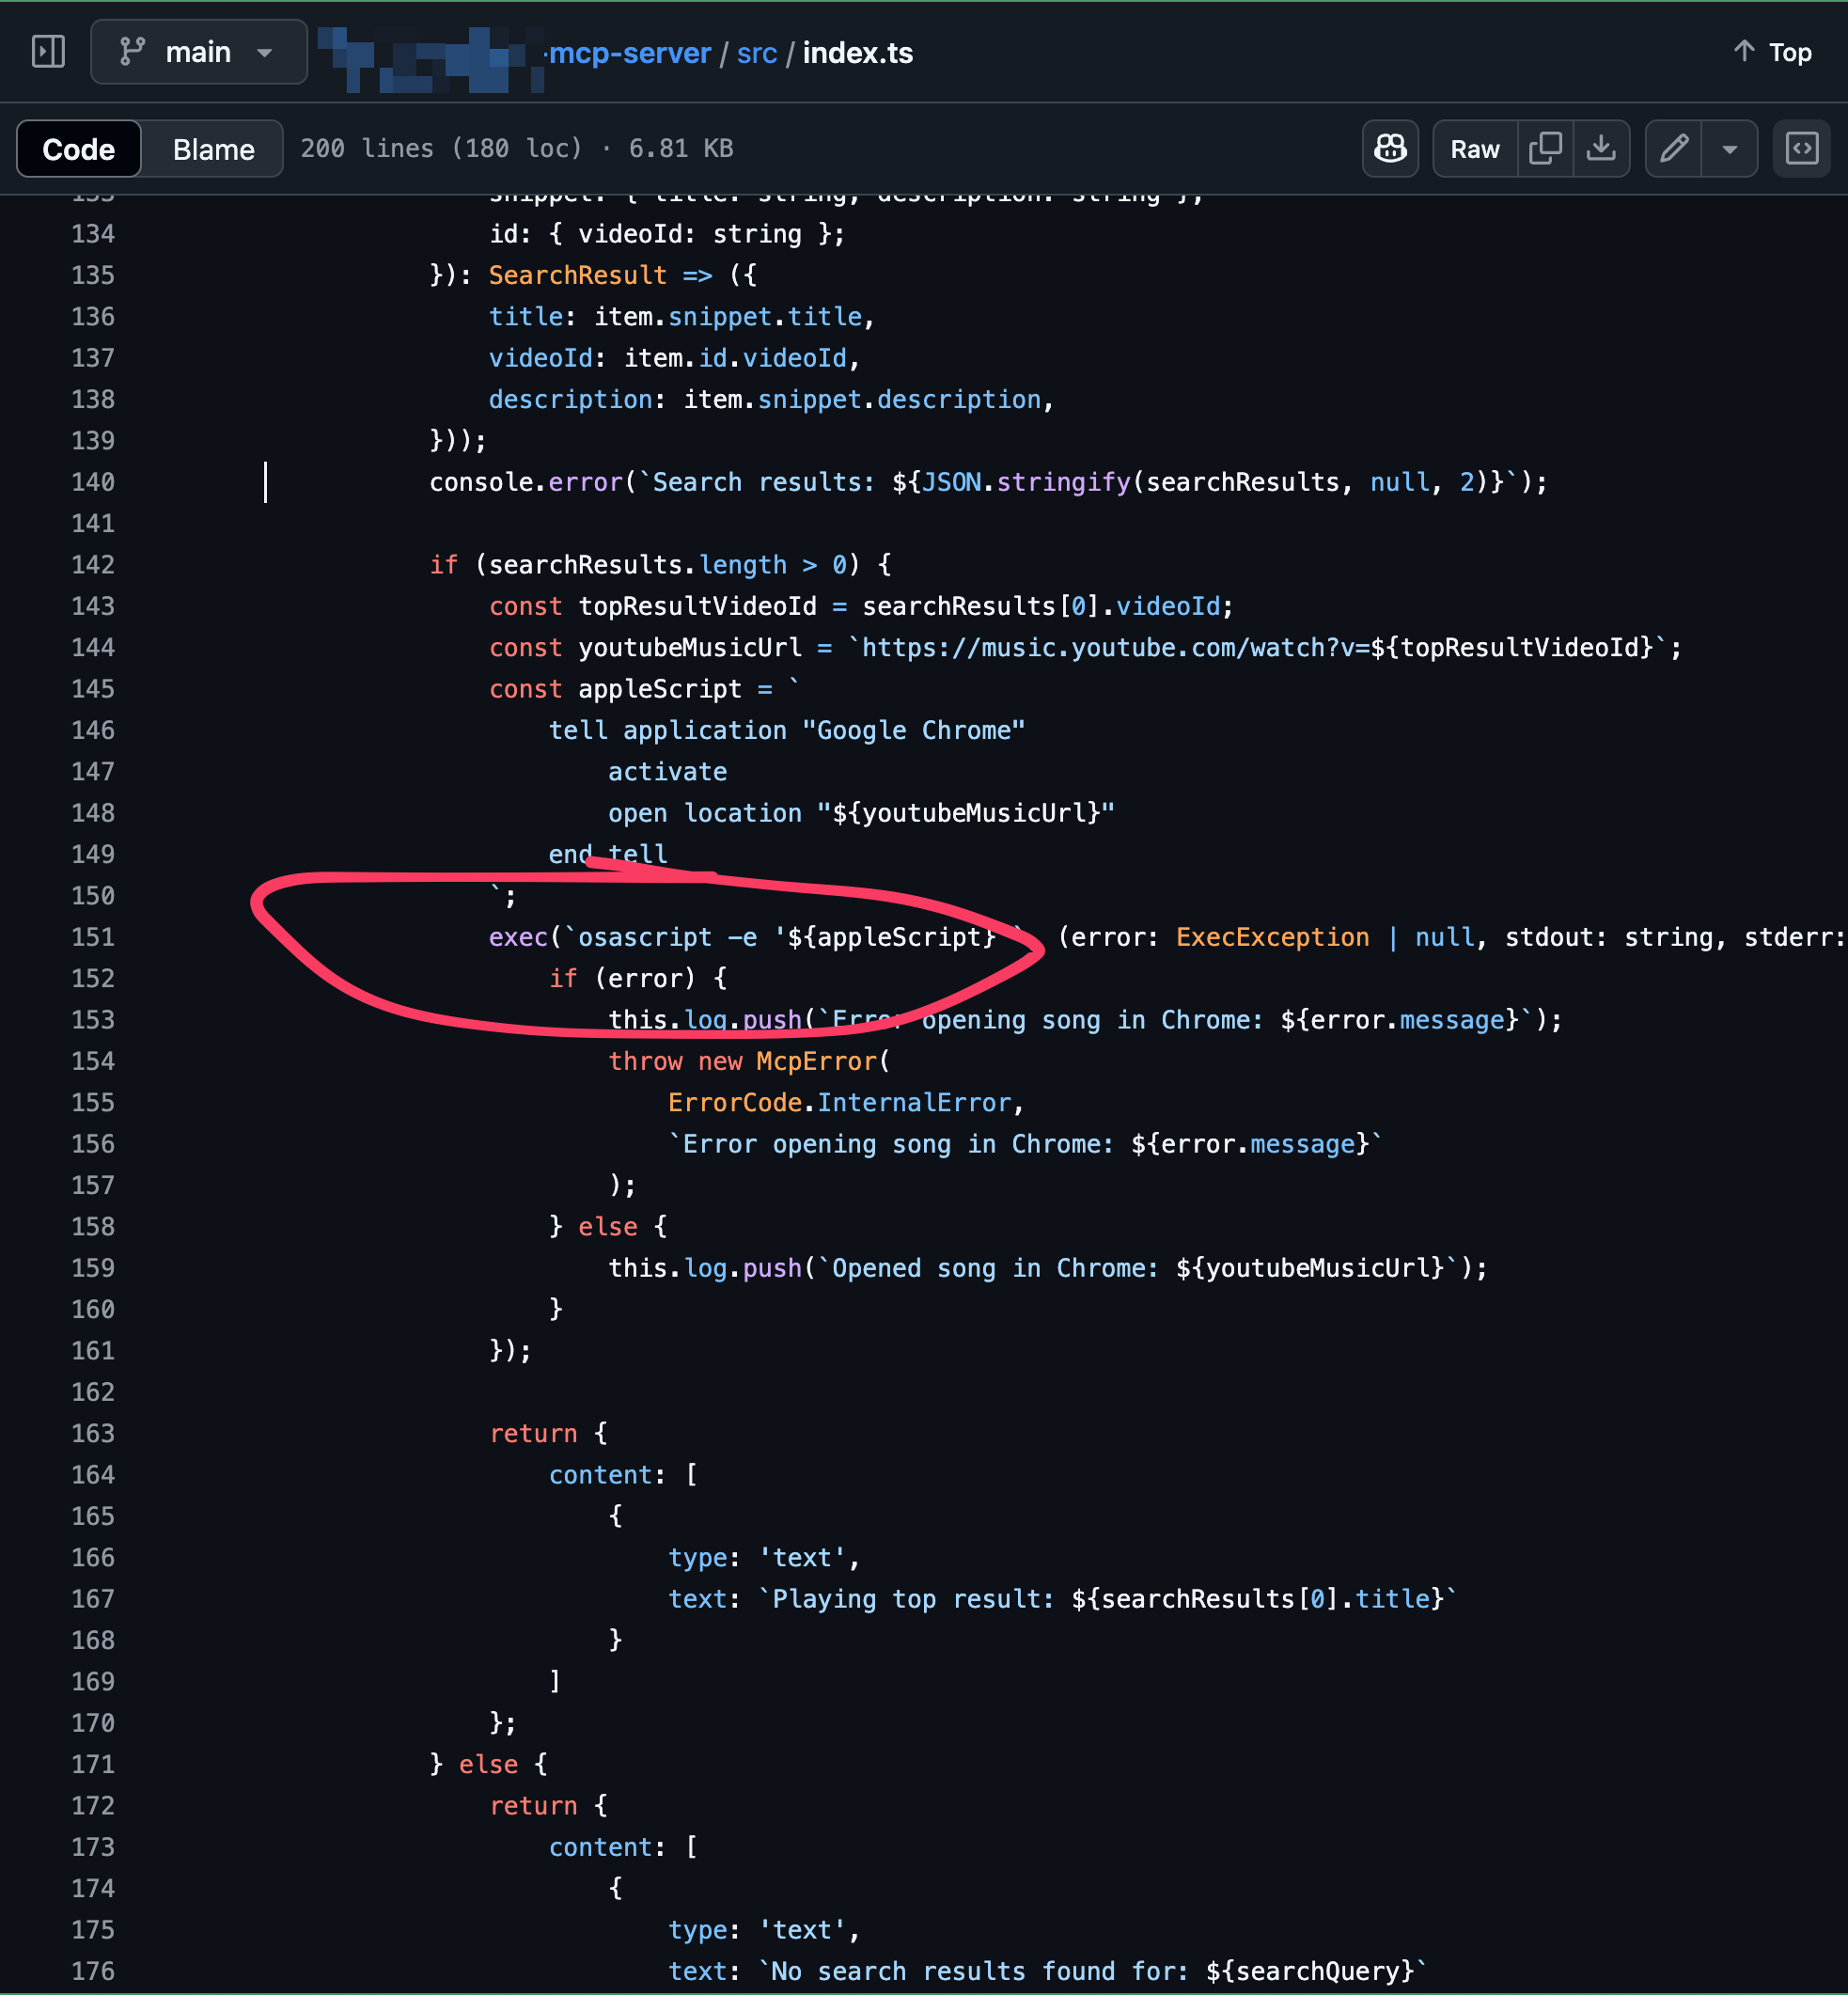 main
-mcp-server / src / index.ts
Top
Code Blame 200 lines (180 loc) · 6.81 KB Raw
133 snippet: { title: string, description: string },
134 id: { videoId: string };
135 }): SearchResult => ({
136 title: item.snippet.title,
137 videoId: item.id.videoId,
138 description: item.snippet.description,
139 }));
140 console.error(`Search results: ${JSON.stringify(searchResults, null, 2)}`);
141
142 if (searchResults.length > 0) {
143 const topResultVideoId = searchResults[0].videoId;
144 const youtubeMusicUrl = `https://music.youtube.com/watch?v=${topResultVideoId}`;
145 const appleScript = `
146 tell application "Google Chrome"
147 activate
148 open location "${youtubeMusicUrl}"
149 end tell
150 `;
151 exec(`osascript -e '${appleScript}'`, (error: ExecException | null, stdout: string, stderr:
152 if (error) {
153 this.log.push(`Error opening song in Chrome: ${error.message}`);
154 throw new McpError(
155 ErrorCode.InternalError,
156 `Error opening song in Chrome: ${error.message}`
157 );
158 } else {
159 this.log.push(`Opened song in Chrome: ${youtubeMusicUrl}`);
160 }
161 });
162
163 return {
164 content: [
165 {
166 type: 'text',
167 text: `Playing top result: ${searchResults[0].title}`
168 }
169 ]
170 };
171 } else {
172 return {
173 content: [
174 {
175 type: 'text',
176 text: `No search results found for: ${searchQuery}`